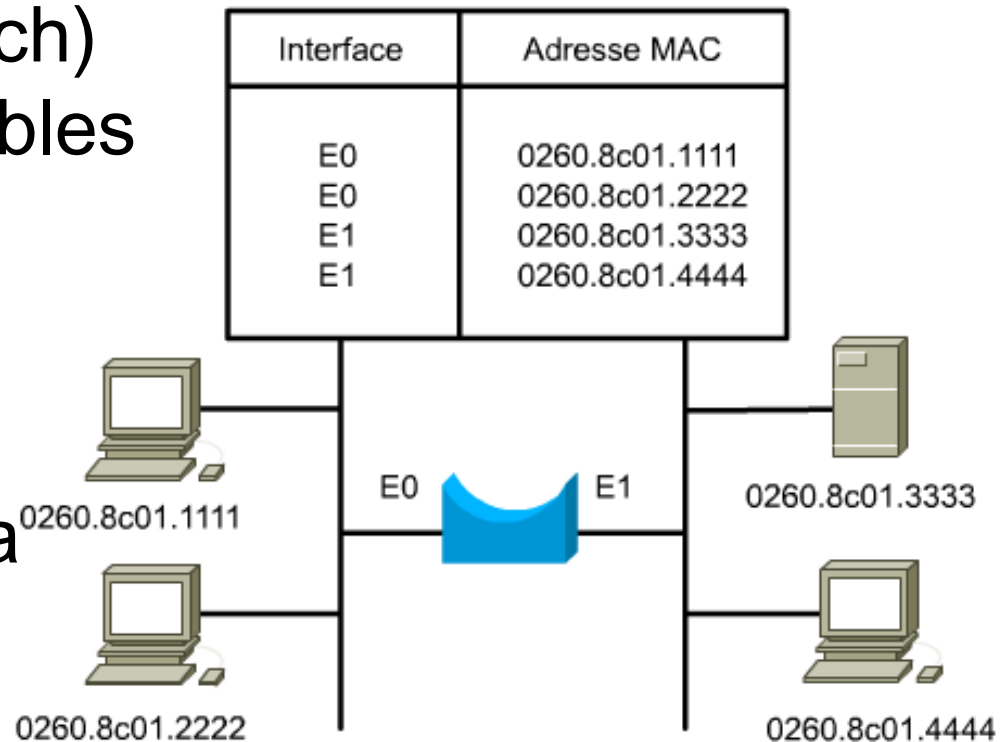 ch)
bles
a
Interface Adresse MAC
E0 0260.8c01.1111
E0 0260.8c01.2222
E1 0260.8c01.3333
E1 0260.8c01.4444
E0 E1
0260.8c01.1111
0260.8c01.3333
0260.8c01.2222
0260.8c01.4444